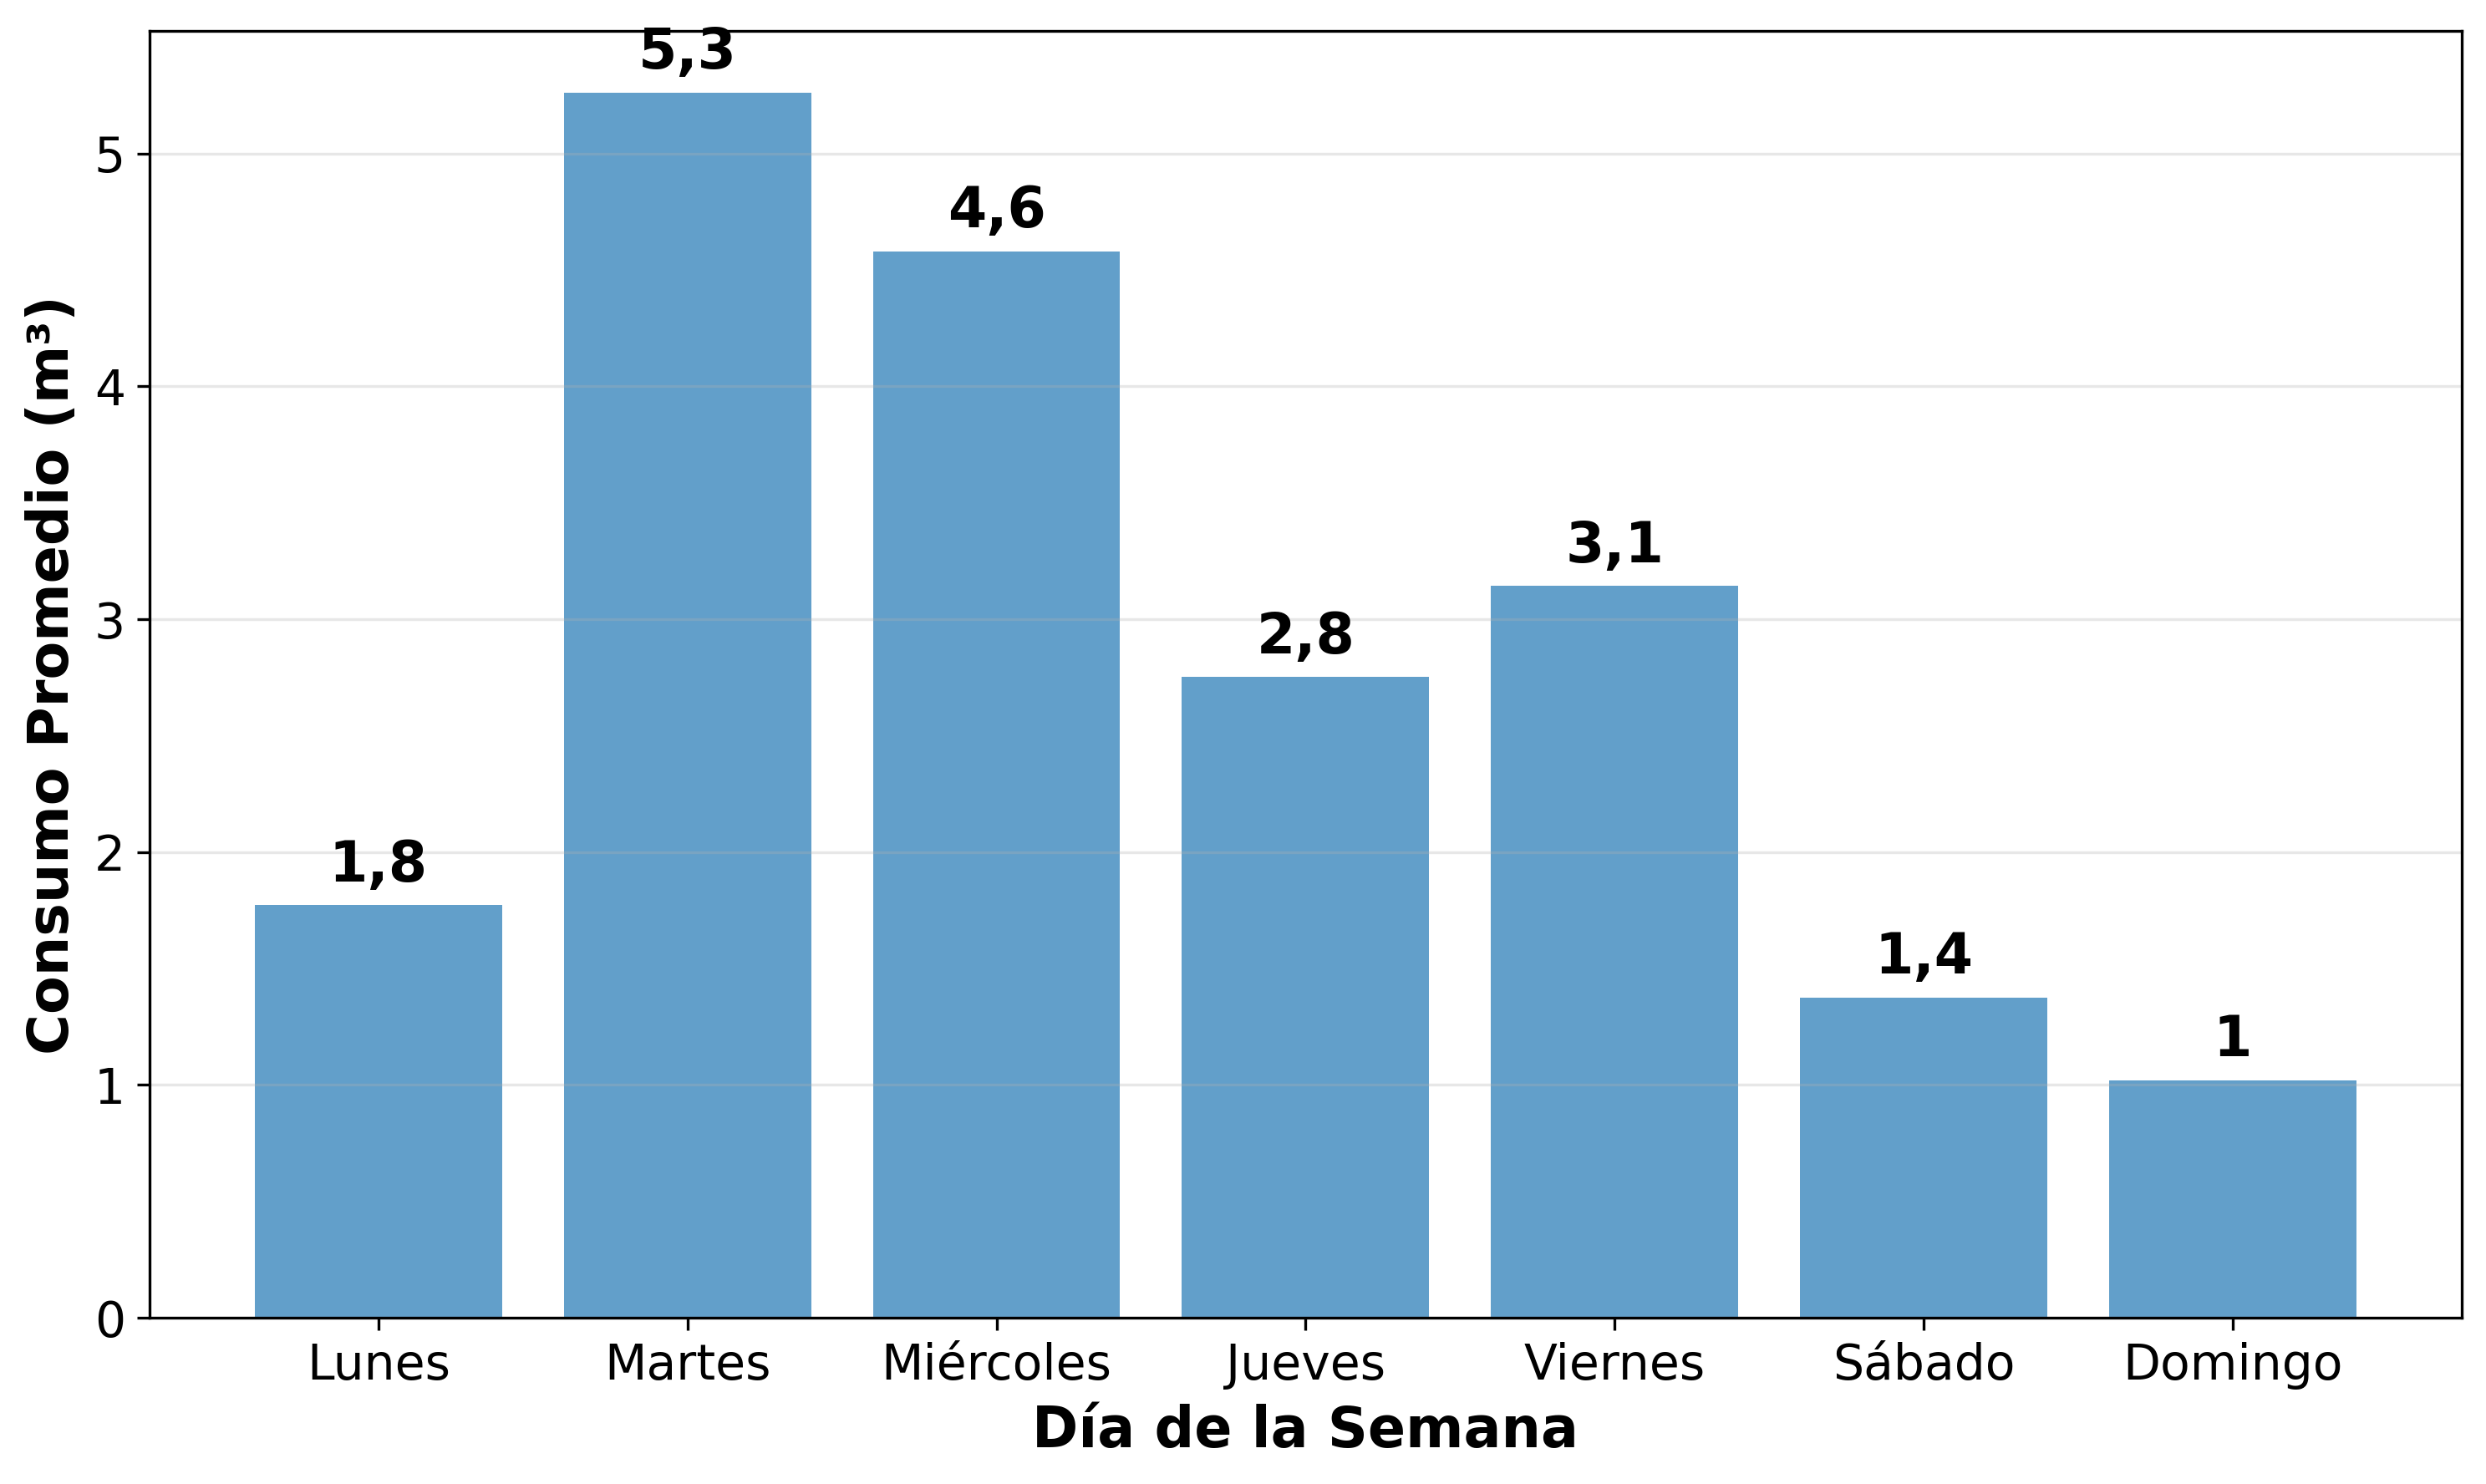 Consumo Promedio (m³)
5
4
3
2
1
0
1,8
5,3
4,6
2,8
3,1
1,4
1
Lunes
Martes
Miércoles
Jueves
Viernes
Sábado
Domingo
Día de la Semana